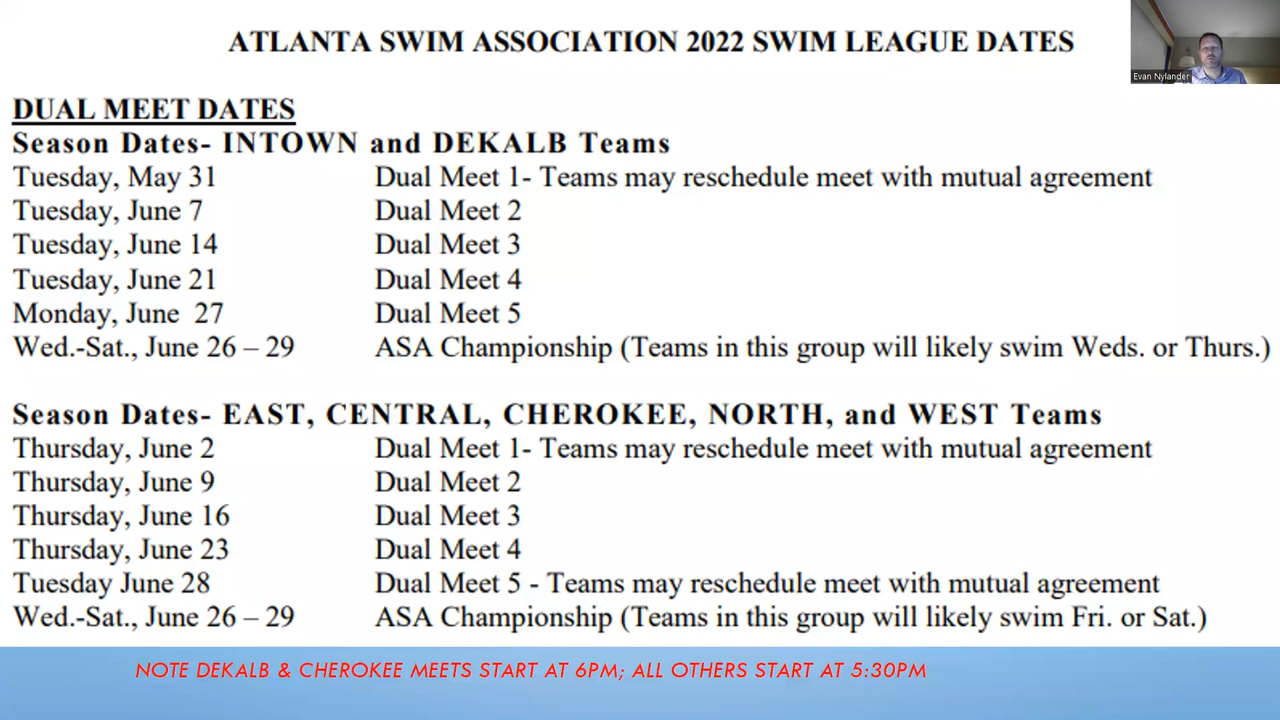 ATLANTA SWIM ASSOCIATION 2022 SWIM LEAGUE DATES
Evan Nylander
DUAL MEET DATES
Season Dates- INTOWN and DEKALB Teams
Tuesday, May 31 Dual Meet 1- Teams may reschedule meet with mutual agreement
Tuesday, June 7 Dual Meet 2
Tuesday, June 14 Dual Meet 3
Tuesday, June 21 Dual Meet 4
Monday, June 27 Dual Meet 5
Wed.-Sat., June 26 – 29 ASA Championship (Teams in this group will likely swim Weds. or Thurs.)
Season Dates- EAST, CENTRAL, CHEROKEE, NORTH, and WEST Teams
Thursday, June 2 Dual Meet 1- Teams may reschedule meet with mutual agreement
Thursday, June 9 Dual Meet 2
Thursday, June 16 Dual Meet 3
Thursday, June 23 Dual Meet 4
Tuesday June 28 Dual Meet 5 - Teams may reschedule meet with mutual agreement
Wed.-Sat., June 26 – 29 ASA Championship (Teams in this group will likely swim Fri. or Sat.)
NOTE DEKALB & CHEROKEE MEETS START AT 6PM; ALL OTHERS START AT 5:30PM